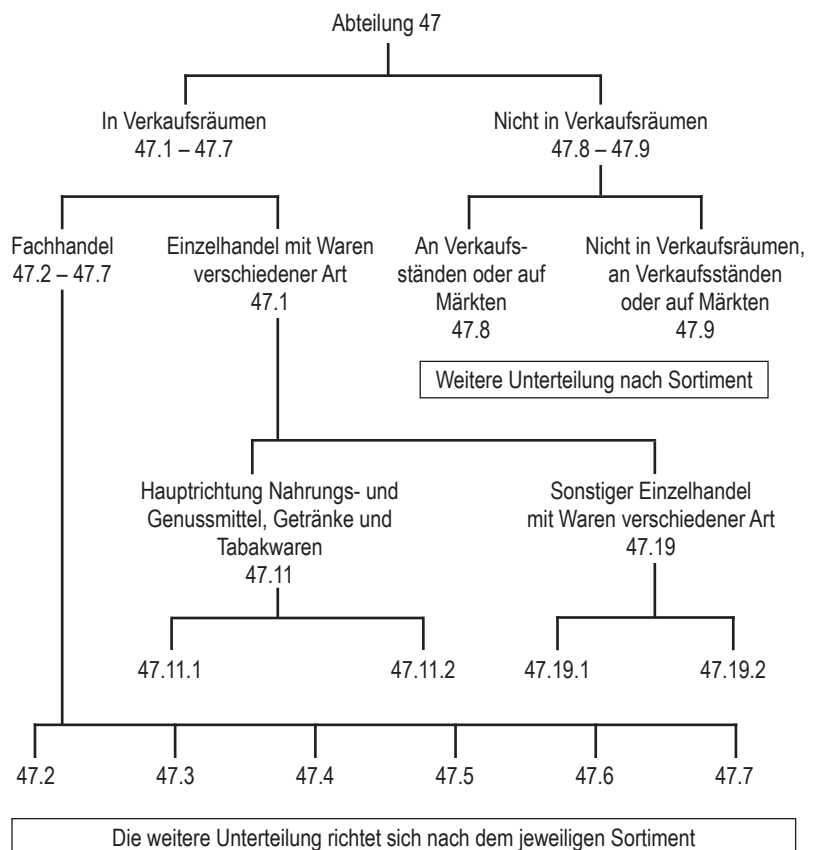 Abteilung 47
In Verkaufsräumen
47.1 – 47.7
Nicht in Verkaufsräumen
47.8 – 47.9
Fachhandel
47.2 – 47.7
Einzelhandel mit Waren
verschiedener Art
47.1
An Verkaufs-
ständen oder auf
Märkten
47.8
Nicht in Verkaufsräumen,
an Verkaufsständen
oder auf Märkten
47.9
Weitere Unterteilung nach Sortiment
Hauptrichtung Nahrungs- und
Genussmittel, Getränke und
Tabakwaren
47.11
Sonstiger Einzelhandel
mit Waren verschiedener Art
47.19
47.11.1
47.11.2
47.19.1
47.19.2
47.2
47.3
47.4
47.5
47.6
47.7
Die weitere Unterteilung richtet sich nach dem jeweiligen Sortiment